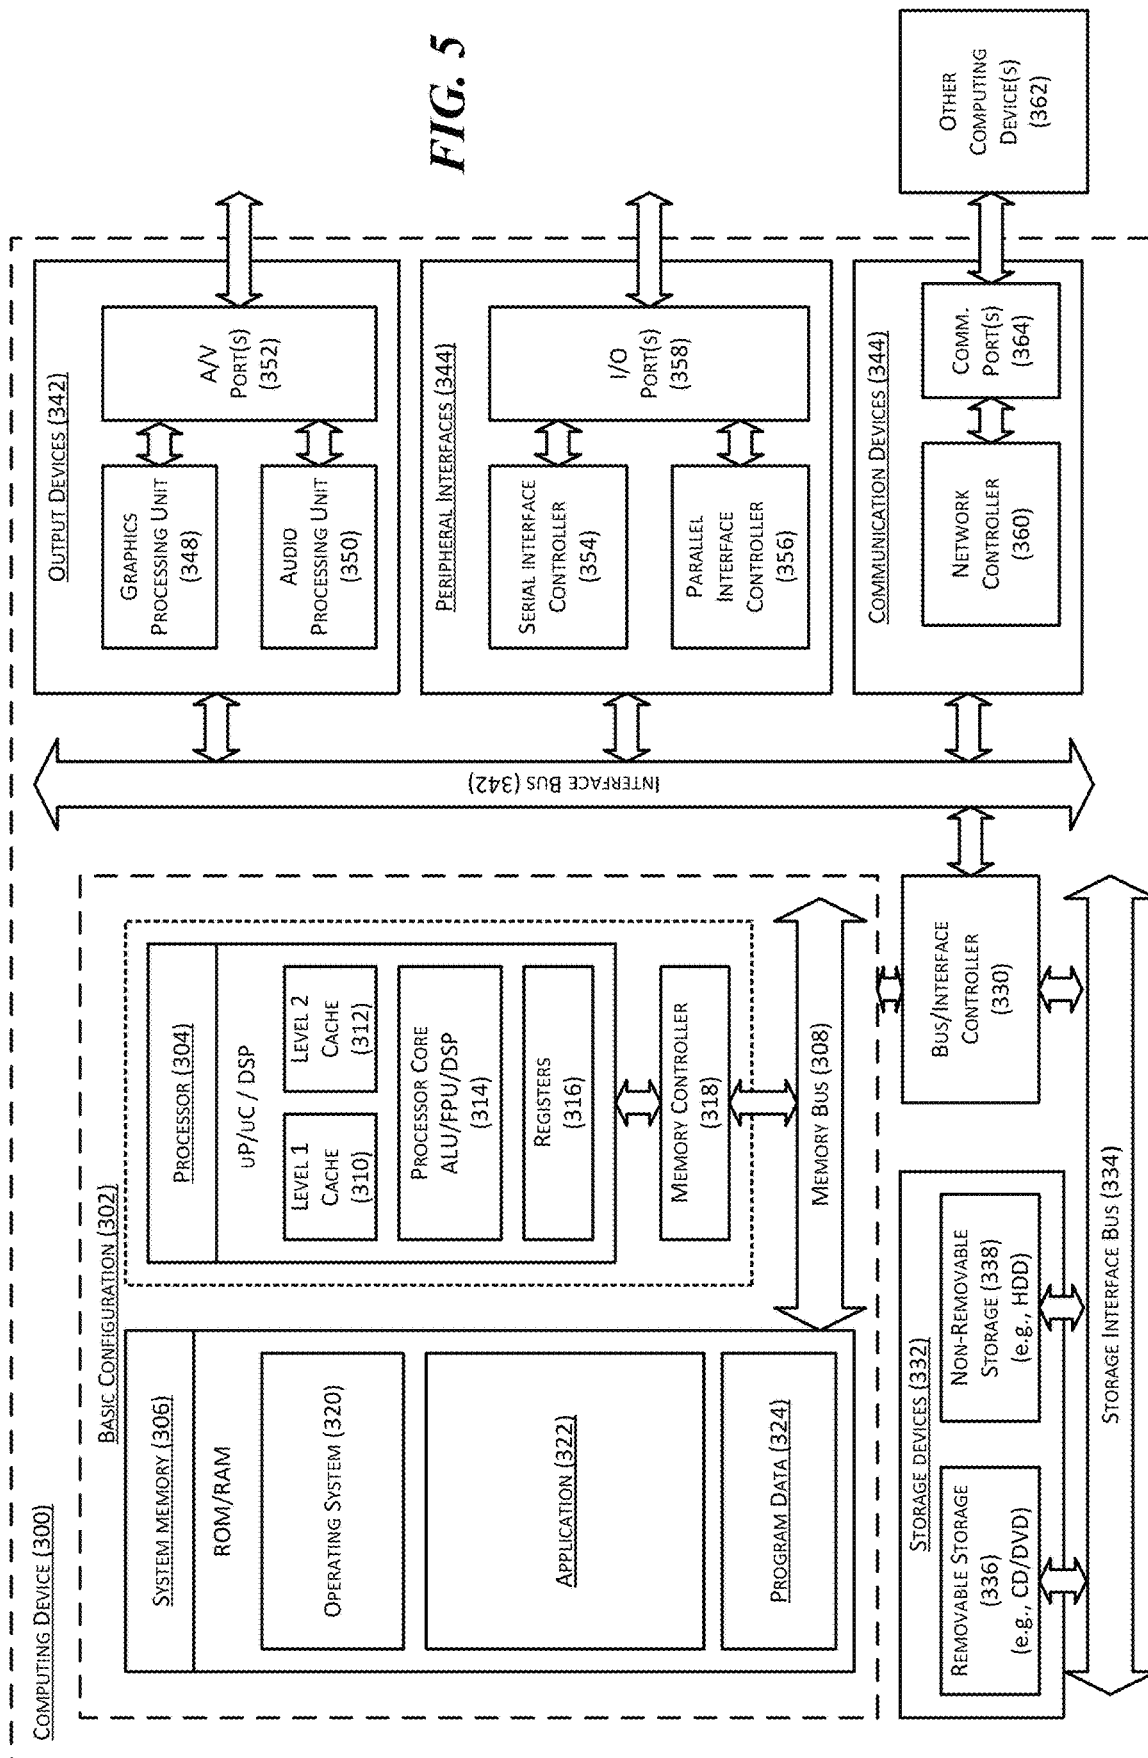 COMPUTING DEVICE (300)
BASIC CONFIGURATION (302)
SYSTEM MEMORY (306)
ROM/RAM
OPERATING SYSTEM (320)
APPLICATION (322)
PROGRAM DATA (324)
PROCESSOR (304)
uP/uC / DSP
LEVEL 1
CACHE
(310)
LEVEL 2
CACHE
(312)
PROCESSOR CORE
ALU/FPU/DSP
(314)
REGISTERS
(316)
MEMORY CONTROLLER
(318)
MEMORY BUS (308)
STORAGE DEVICES (332)
REMOVABLE STORAGE
(336)
(e.g., CD/DVD)
NON-REMOVABLE
STORAGE (338)
(e.g., HDD)
BUS/INTERFACE
CONTROLLER
(330)
STORAGE INTERFACE BUS (334)
INTERFACE BUS (342)
OUTPUT DEVICES (342)
GRAPHICS
PROCESSING UNIT
(348)
AUDIO
PROCESSING UNIT
(350)
A/V
PORT(S)
(352)
PERIPHERAL INTERFACES (344)
SERIAL INTERFACE
CONTROLLER
(354)
PARALLEL
INTERFACE
CONTROLLER
(356)
I/O
PORT(S)
(358)
COMMUNICATION DEVICES (344)
NETWORK
CONTROLLER
(360)
COMM.
PORT(S)
(364)
OTHER
COMPUTING
DEVICE(S)
(362)
FIG. 5